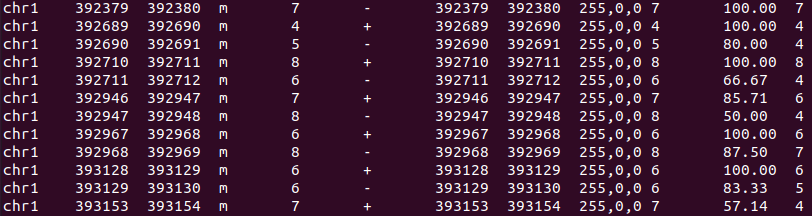 chr1 392379 392380 m 7 - 392379 392380 255,0,0 7 100.00 7
chr1 392689 392690 m 4 + 392689 392690 255,0,0 4 100.00 4
chr1 392690 392691 m 5 - 392690 392691 255,0,0 5 80.00 4
chr1 392710 392711 m 8 + 392710 392711 255,0,0 8 100.00 8
chr1 392711 392712 m 6 - 392711 392712 255,0,0 6 66.67 4
chr1 392946 392947 m 7 + 392946 392947 255,0,0 7 85.71 6
chr1 392947 392948 m 8 - 392947 392948 255,0,0 8 50.00 4
chr1 392967 392968 m 6 + 392967 392968 255,0,0 6 100.00 6
chr1 392968 392969 m 8 - 392968 392969 255,0,0 8 87.50 7
chr1 393128 393129 m 6 + 393128 393129 255,0,0 6 100.00 6
chr1 393129 393130 m 6 - 393129 393130 255,0,0 6 83.33 5
chr1 393153 393154 m 7 + 393153 393154 255,0,0 7 57.14 4